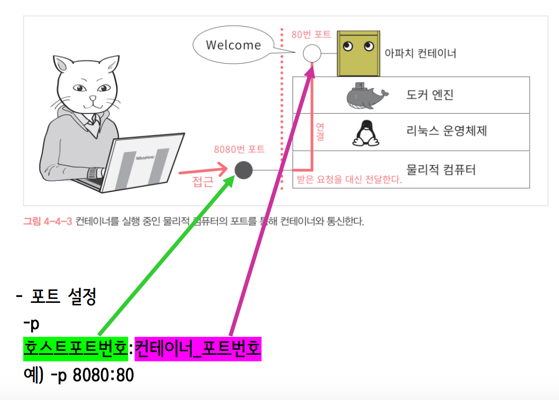 Welcome
80번 포트
아파치 컨테이너
도커 엔진
리눅스 운영체제
물리적 컴퓨터
연결
8080번 포트
접근
받은 요청을 대신 전달한다.
그림 4-4-3 컨테이너를 실행 중인 물리적 컴퓨터의 포트를 통해 컨테이너와 통신한다.
- 포트 설정
-p
호스트포트번호:컨테이너_포트번호
예) -p 8080:80